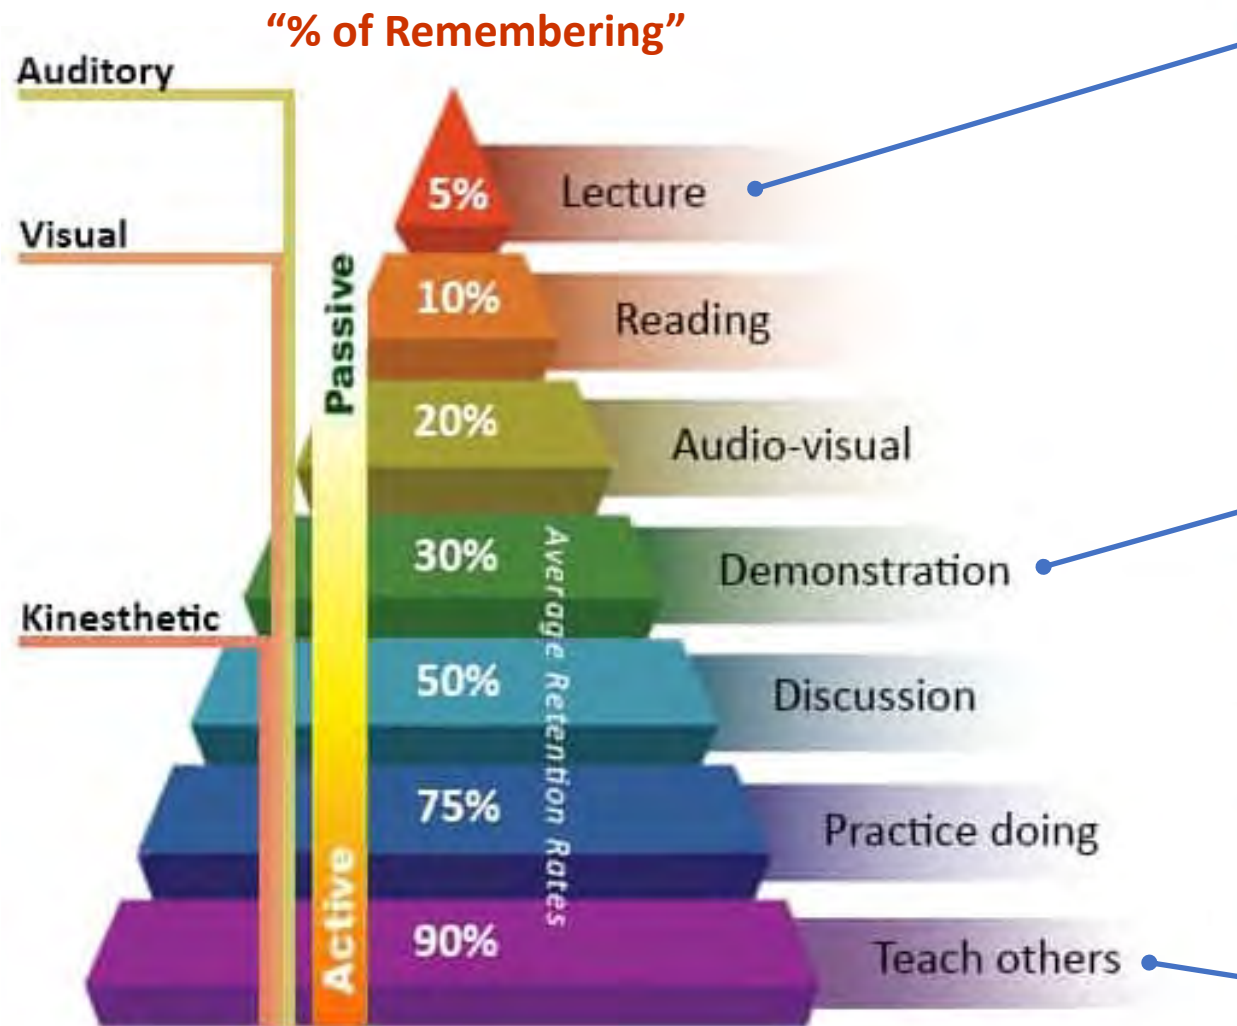 “% of Remembering”
Auditory
5%
Lecture
Visual
Passive
10%
Reading
20%
Audio-visual
30%
Demonstration
Average Retention Rates
Kinesthetic
50%
Discussion
75%
Practice doing
Active
90%
Teach others